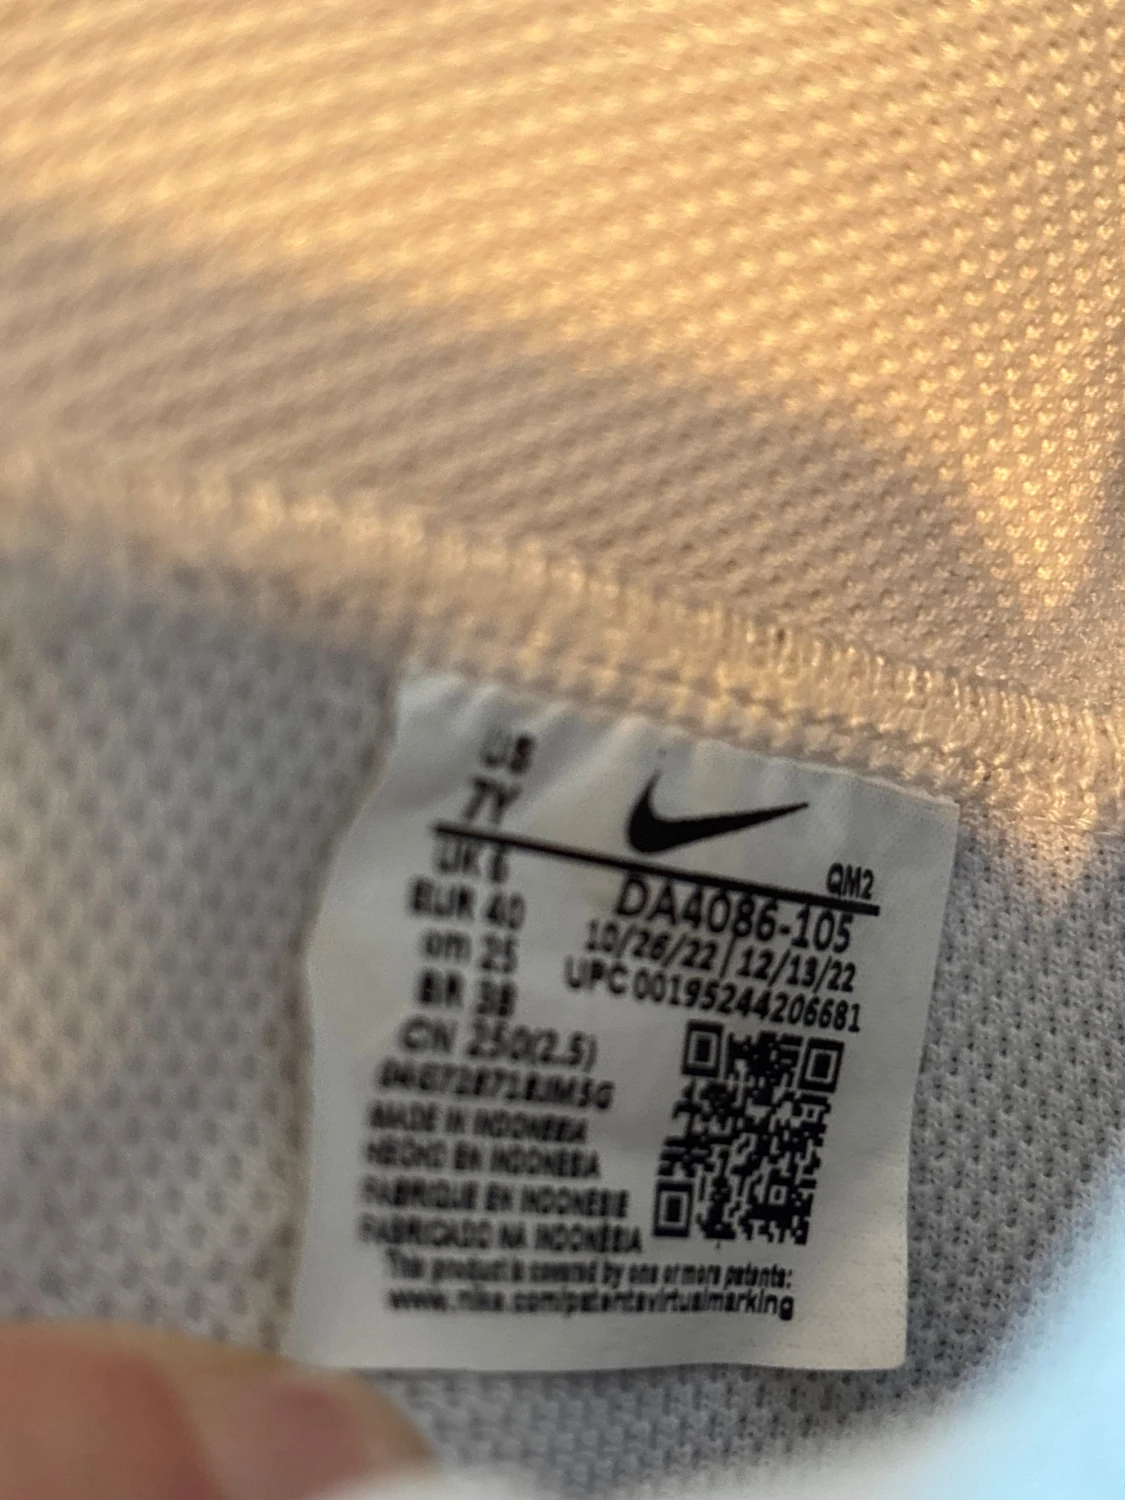 US
7Y
QM2
UK 6
EUR 40
cm 25
BR 38
CN 250(2.5)
DA4086-105
10/26/22 | 12/13/22
UPC 00195244206681
MADE IN INDONESIA
HECHO EN INDONESIA
FABRIQUE EN INDONESIE
FABRICADO NA INDONÉSIA
This product is covered by one or more patents:
www.nike.com/patentsvirtualmarking